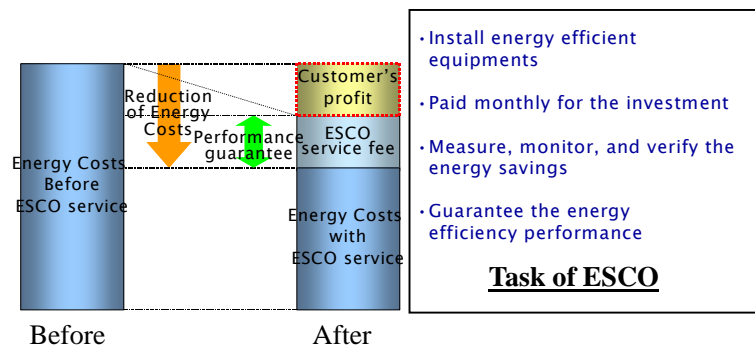 Energy Costs
Before
ESCO service
Reduction
of Energy
Costs
Performance
guarantee
Customer's
profit
ESCO
Service fee
Energy Costs
with
ESCO service
Before
After
・Install energy efficient
equipments
・Paid monthly for the investment
・Measure, monitor, and verify the
energy savings
・Guarantee the energy
efficiency performance
Task of ESCO